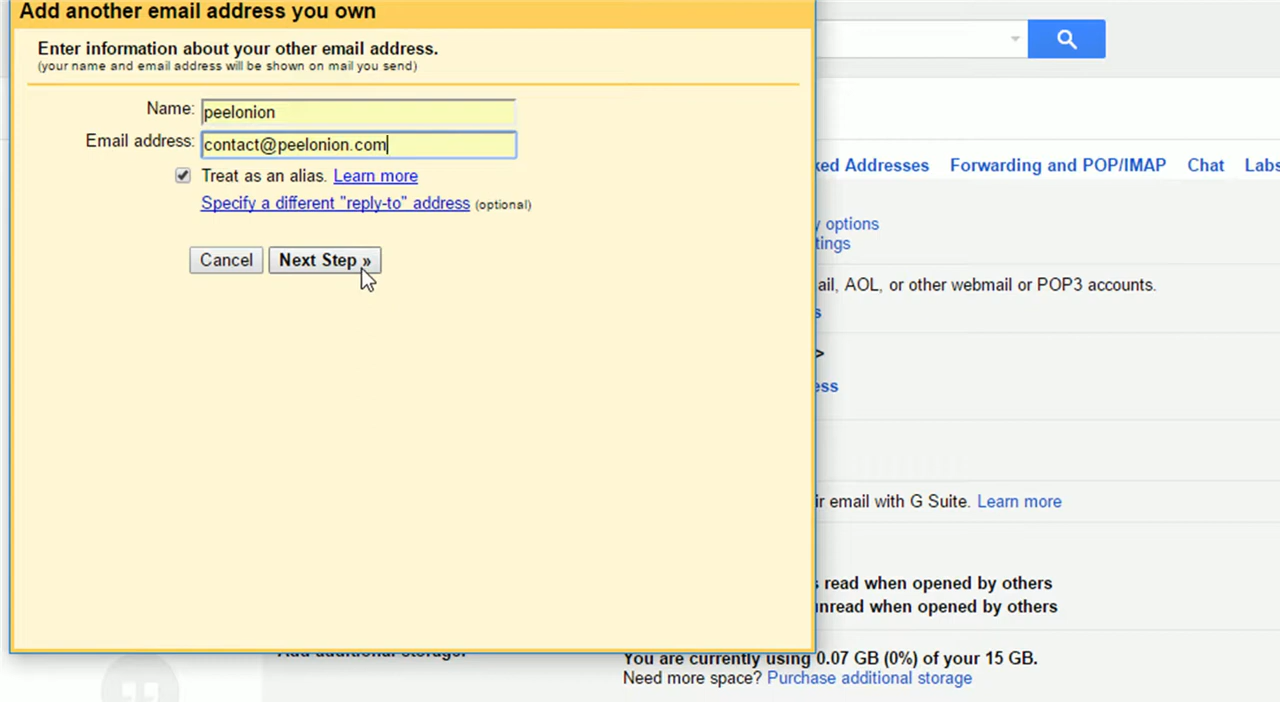 Add another email address you own
Enter information about your other email address.
(your name and email address will be shown on mail you send)
Name: peelonion
Email address: contact@peelonion.com
Treat as an alias. Learn more
Specify a different "reply-to" address (optional)
Cancel Next Step »
ked Addresses Forwarding and POP/IMAP Chat Labs
y options
tings
ail, AOL, or other webmail or POP3 accounts.
s
>
ess
ir email with G Suite. Learn more
s read when opened by others
unread when opened by others
Add additional storage:
You are currently using 0.07 GB (0%) of your 15 GB.
Need more space? Purchase additional storage